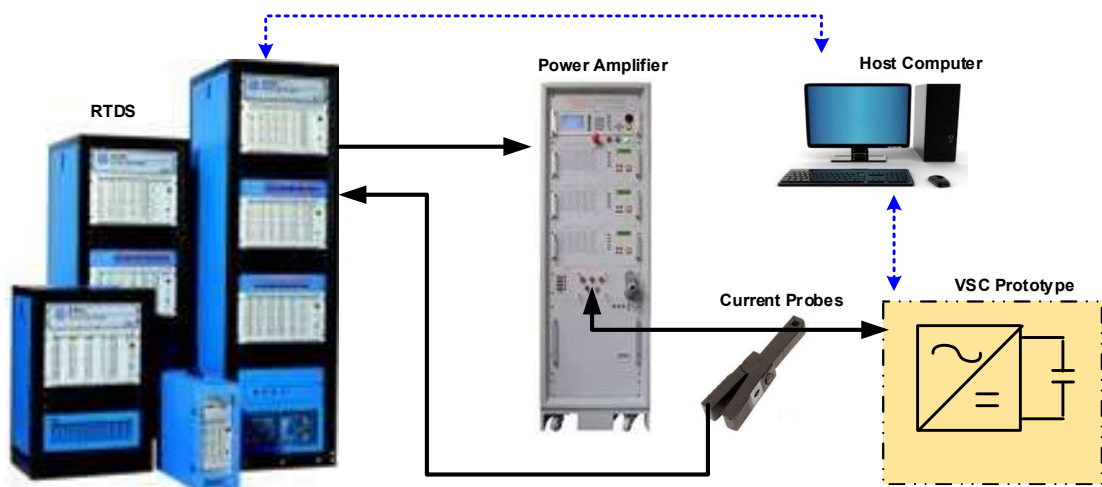 Power Amplifier
Host Computer
RTDS
Current Probes
VSC Prototype